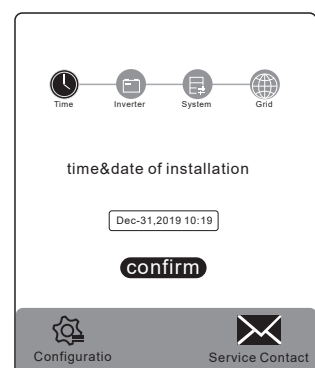 Time Inverter System Grid
time&date of installation
Dec-31,2019 10:19
confirm
Configuratio Service Contact